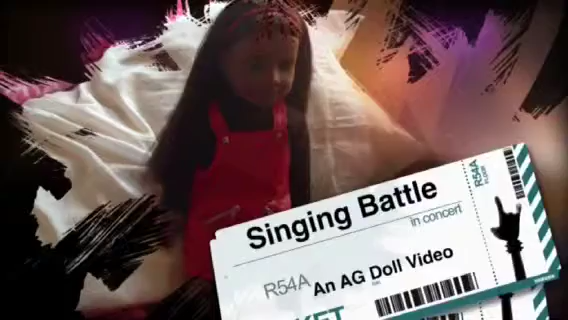 Singing Battle
in concert
R54A
An AG Doll Video
R54A